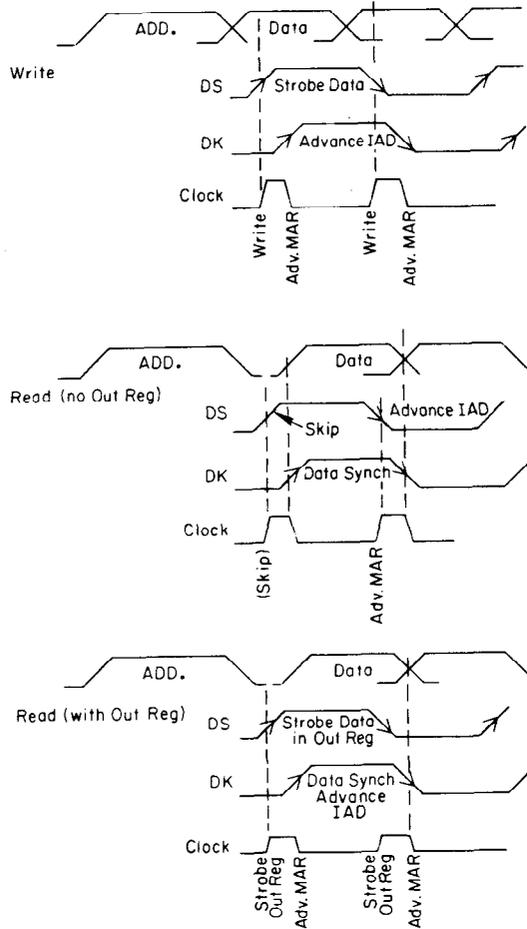 ADD.
Data
Write
DS
Strobe Data
DK
Advance IAD
Clock
Write
Adv. MAR
Write
Adv. MAR
ADD.
Data
Read (no Out Reg)
DS
Skip
Advance IAD
DK
Data Synch
Clock
(Skip)
Adv. MAR
ADD.
Data
Read (with Out Reg)
DS
Strobe Data
in Out Reg
DK
Data Synch
Advance
IAD
Clock
Strobe
Out Reg
Adv. MAR
Strobe
Out Reg
Adv. MAR